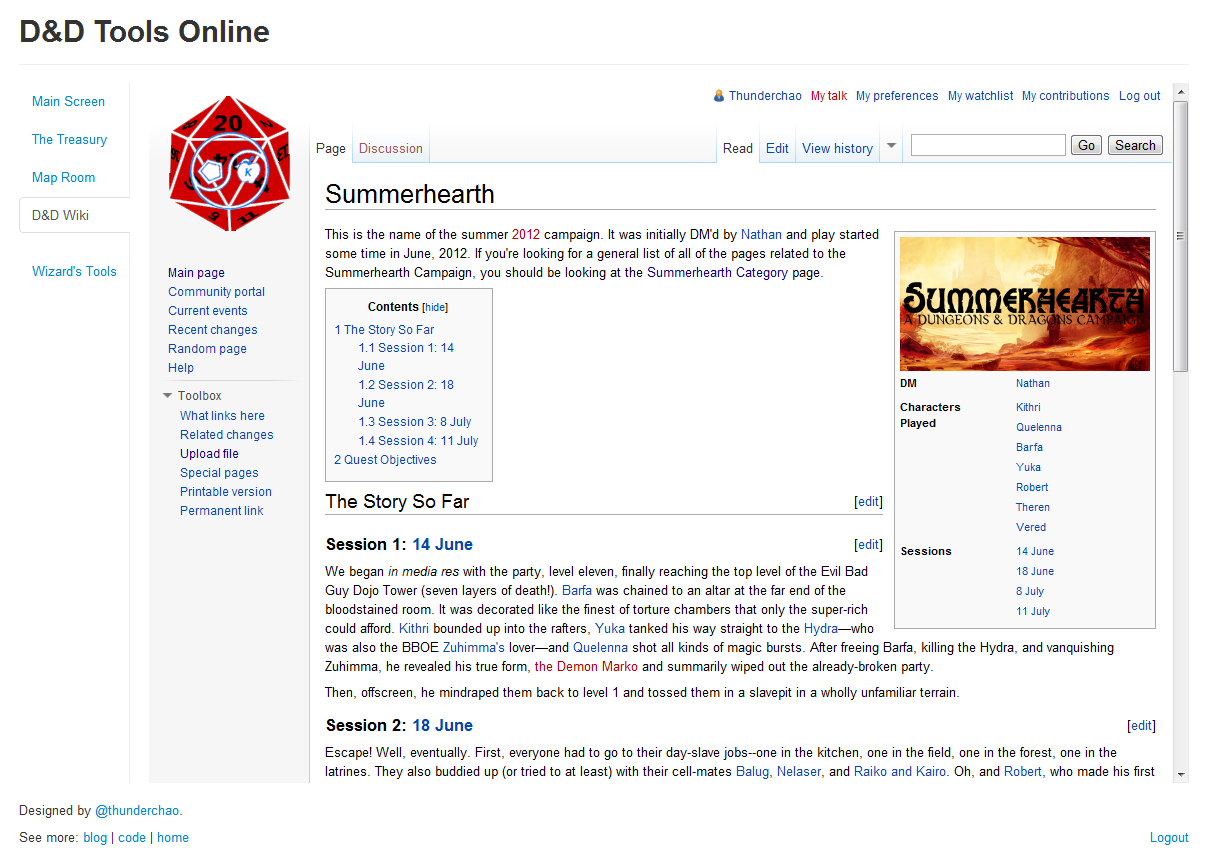 D&D Tools Online
Main Screen
The Treasury
Map Room
D&D Wiki
Wizard's Tools
20
K
Main page
Community portal
Current events
Recent changes
Random page
Help
Toolbox
What links here
Related changes
Upload file
Special pages
Printable version
Permanent link
Thunderchao My talk My preferences My watchlist My contributions Log out
Page Discussion Read Edit View history Go Search
Summerhearth
This is the name of the summer 2012 campaign. It was initially DM'd by Nathan and play started
some time in June, 2012. If you're looking for a general list of all of the pages related to the
Summerhearth Campaign, you should be looking at the Summerhearth Category page.
Contents [hide]
1 The Story So Far
1.1 Session 1: 14
June
1.2 Session 2: 18
June
1.3 Session 3: 8 July
1.4 Session 4: 11 July
2 Quest Objectives
SUMMERHEARTH
A DUNGEONS & DRAGONS CAMPAIGN
DM Nathan
Characters Played
Kithri
Quelenna
Barfa
Yuka
Robert
Theren
Vered
Sessions 14 June
18 June
8 July
11 July
The Story So Far [edit]
Session 1: 14 June [edit]
We began in media res with the party, level eleven, finally reaching the top level of the Evil Bad
Guy Dojo Tower (seven layers of death!). Barfa was chained to an altar at the far end of the
bloodstained room. It was decorated like the finest of torture chambers that only the super-rich
could afford. Kithri bounded up into the rafters, Yuka tanked his way straight to the Hydra—who
was also the BBOE Zuhimma's lover—and Quelenna shot all kinds of magic bursts. After freeing Barfa, killing the Hydra, and vanquishing
Zuhimma, he revealed his true form, the Demon Marko and summarily wiped out the already-broken party.
Then, offscreen, he mindraped them back to level 1 and tossed them in a slavepit in a wholly unfamiliar terrain.
Session 2: 18 June [edit]
Escape! Well, eventually. First, everyone had to go to their day-slave jobs--one in the kitchen, one in the field, one in the forest, one in the
latrines. They also buddied up (or tried to at least) with their cell-mates Balug, Nelaser, and Raiko and Kairo. Oh, and Robert, who made his first
Designed by @thunderchao.
See more: blog | code | home
Logout